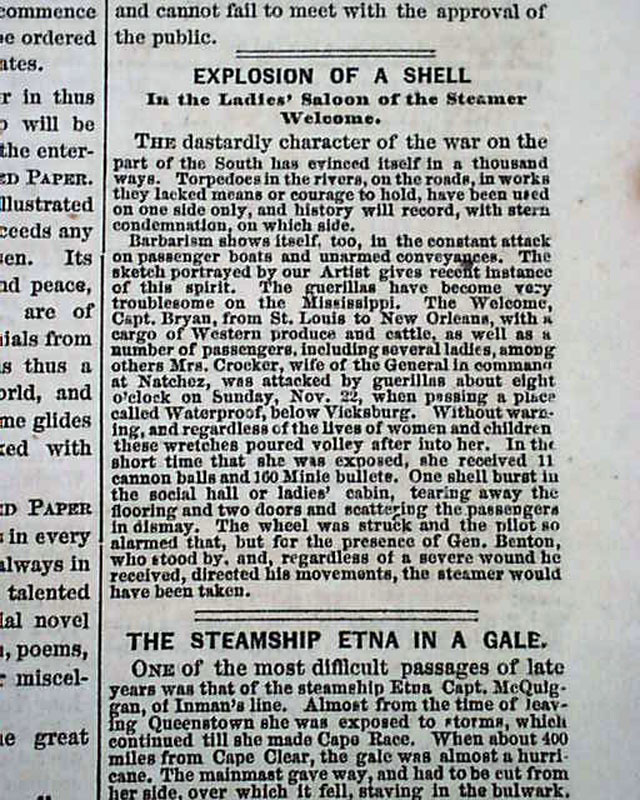 commence
e ordered
ates.
r in thus
will be
the enter-
ED PAPER.
llustrated
ceeds any
en. Its
nd peace,
are of
ials from
s thus a
orld, and
me glides
ked with
ED PAPER
s in every
always in
talented
ial novel
, poems,
r miscel-
e great
and cannot fail to meet with the approval of
the public.
EXPLOSION OF A SHELL
In the Ladies' Saloon of the Steamer
Welcome.
THE dastardly character of the war on the
part of the South has evinced itself in a thousand
ways. Torpedoes in the rivers, on the roads, in works
they lacked means or courage to hold, have been used
on one side only, and history will record, with stern
condemnation, on which side.
Barbarism shows itself, too, in the constant attack
on passenger boats and unarmed conveyances. The
sketch portrayed by our Artist gives recent instance
of this spirit. The guerillas have become very
troublesome on the Mississippi. The Welcome,
Capt. Bryan, from St. Louis to New Orleans, with a
cargo of Western produce and cattle, as well as a
number of passengers, including several ladies, among
others Mrs. Crocker, wife of the General in command
at Natchez, was attacked by guerillas about eight
o'clock on Sunday, Nov. 22, when passing a place
called Waterproof, below Vicksburg. Without warn-
ing, and regardless of the lives of women and children
these wretches poured volley after into her. In the
short time that she was exposed, she received 11
cannon balls and 160 Minie bullets. One shell burst in
the social hall or ladies' cabin, tearing away the
flooring and two doors and scattering the passengers
in dismay. The wheel was struck and the pilot so
alarmed that, but for the presence of Gen. Benton,
who stood by, and, regardless of a severe wound he
received, directed his movements, the steamer would
have been taken.
THE STEAMSHIP ETNA IN A GALE.
ONE of the most difficult passages of late
years was that of the steamship Etna Capt. McQuig-
gan, of Inman's line. Almost from the time of leav-
ing Queenstown she was exposed to storms, which
continued till she made Cape Race. When about 400
miles from Cape Clear, the gale was almost a hurri-
cane. The mainmast gave way, and had to be cut from
her side, over which it fell, staving in the bulwark.